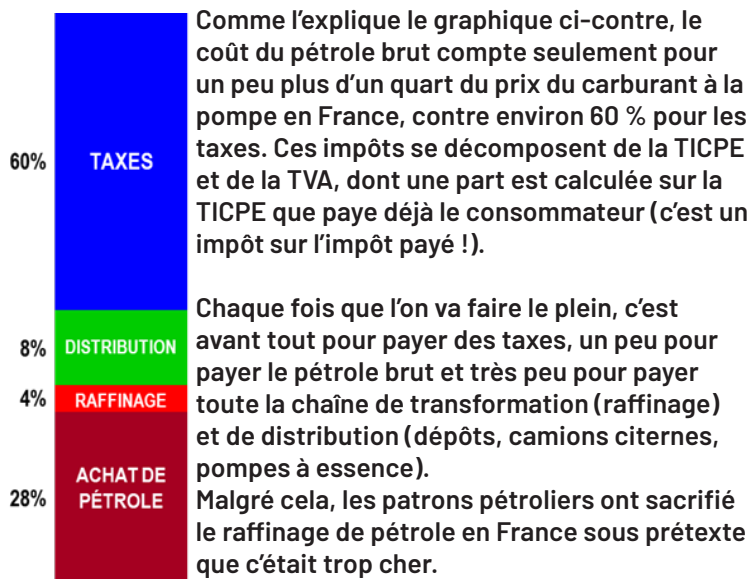 60%
TAXES
8%
DISTRIBUTION
4%
RAFFINAGE
28%
ACHAT DE
PÉTROLE
Comme l'explique le graphique ci-contre, le
coût du pétrole brut compte seulement pour
un peu plus d'un quart du prix du carburant à la
pompe en France, contre environ 60 % pour les
taxes. Ces impôts se décomposent de la TICPE
et de la TVA, dont une part est calculée sur la
TICPE que paye déjà le consommateur (c'est un
impôt sur l'impôt payé !).
Chaque fois que l'on va faire le plein, c'est
avant tout pour payer des taxes, un peu pour
payer le pétrole brut et très peu pour payer
toute la chaîne de transformation (raffinage)
et de distribution (dépôts, camions citernes,
pompes à essence).
Malgré cela, les patrons pétroliers ont sacrifié
le raffinage de pétrole en France sous prétexte
que c'était trop cher.